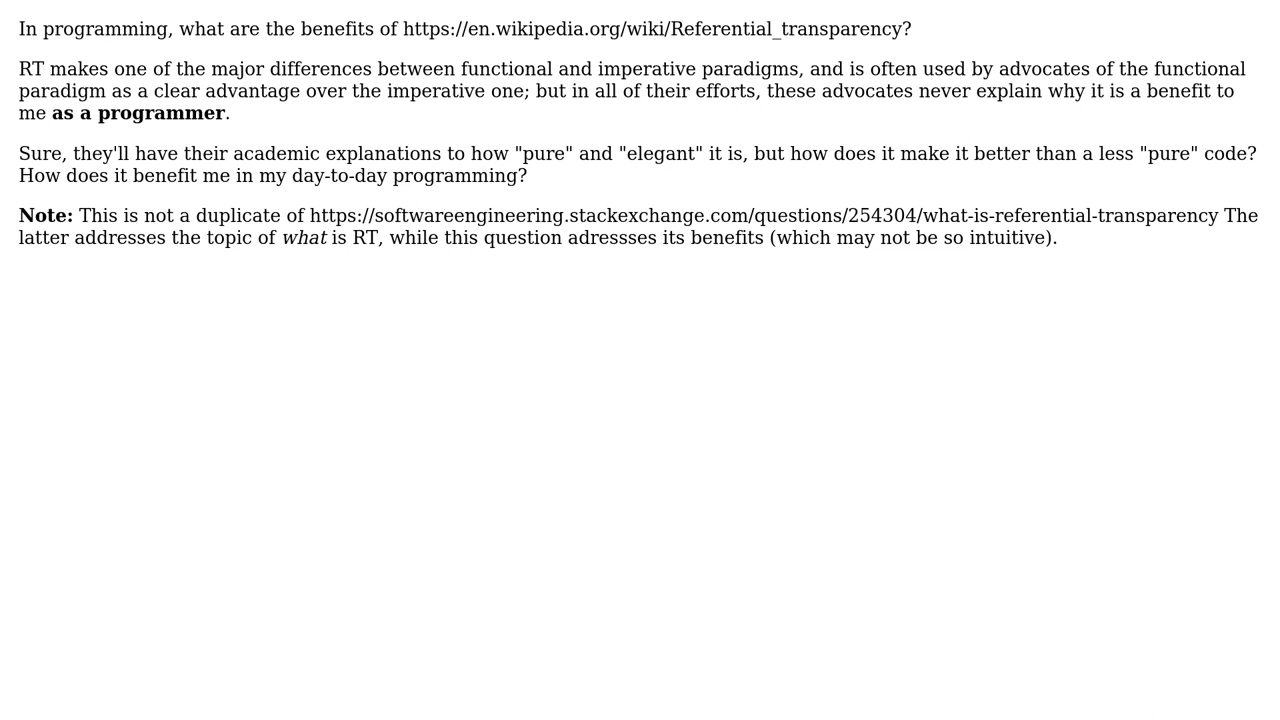 In programming, what are the benefits of https://en.wikipedia.org/wiki/Referential_transparency?
RT makes one of the major differences between functional and imperative paradigms, and is often used by advocates of the functional
paradigm as a clear advantage over the imperative one; but in all of their efforts, these advocates never explain why it is a benefit to
me as a programmer.
Sure, they'll have their academic explanations to how "pure" and "elegant" it is, but how does it make it better than a less "pure" code?
How does it benefit me in my day-to-day programming?
Note: This is not a duplicate of https://softwareengineering.stackexchange.com/questions/254304/what-is-referential-transparency The
latter addresses the topic of what is RT, while this question adressses its benefits (which may not be so intuitive).